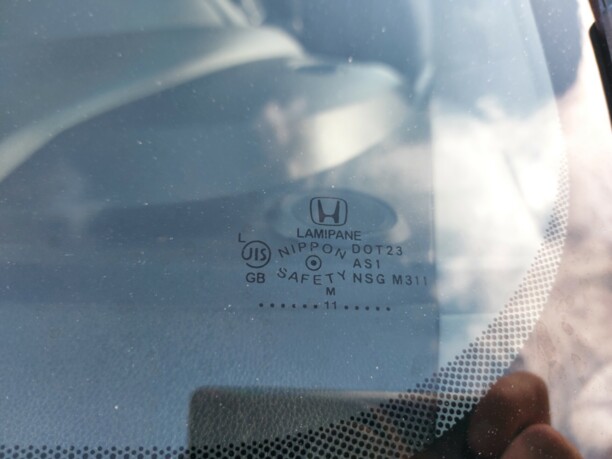 LAMIPANE
L
JIS
GB
NIPPON
SAFETY
DOT23
AS1
NSG M311
M
••••••11•••••